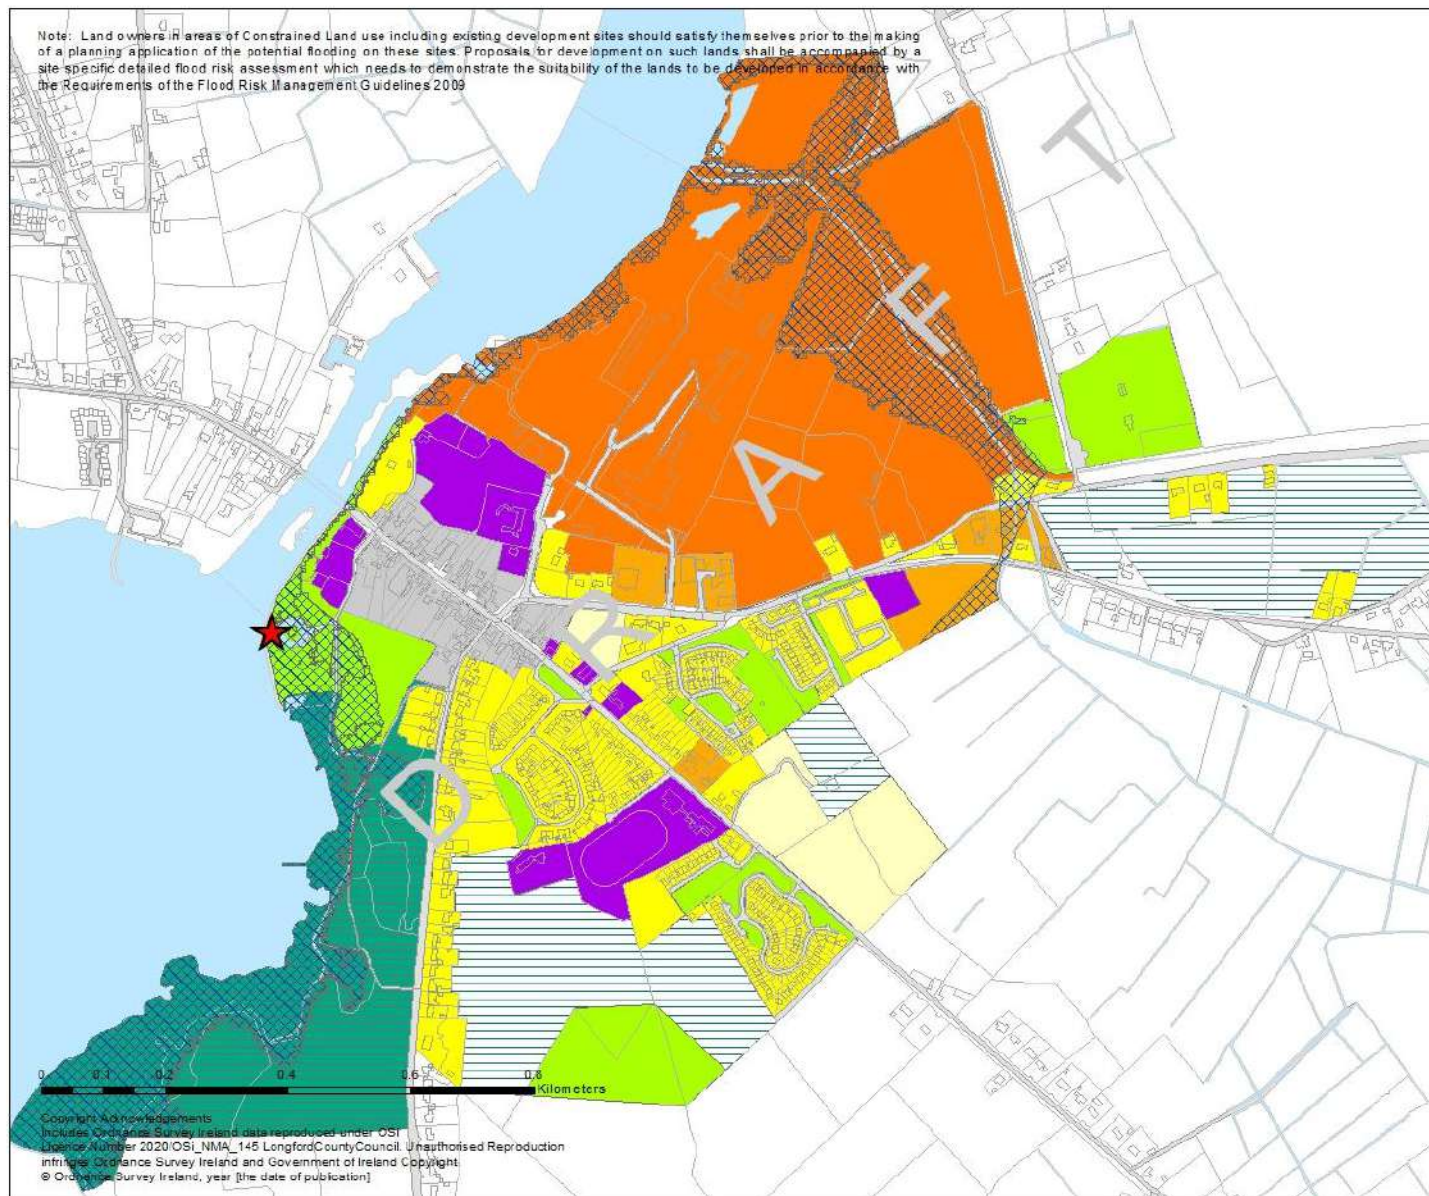 Note: Land owners in areas of Constrained Land use including existing development sites should satisfy themselves prior to the making
of a planning application of the potential flooding on these sites. Proposals for development on such lands shall be accompanied by a
site specific detailed flood risk assessment which needs to demonstrate the suitability of the lands to be developed in accordance with
the Requirements of the Flood Risk Management Guidelines 2009
DRAFT
0 0.1 0.2 0.4 0.6 0.8
Kilometers
Copyright Acknowledgements
Includes Ordnance Survey Ireland data reproduced under OSi
Licence Number 2020/OSi_NMA_145 LongfordCountyCouncil. Unauthorised Reproduction
infringes Ordnance Survey Ireland and Government of Ireland Copyright
© Ordnance Survey Ireland, year [the date of publication]